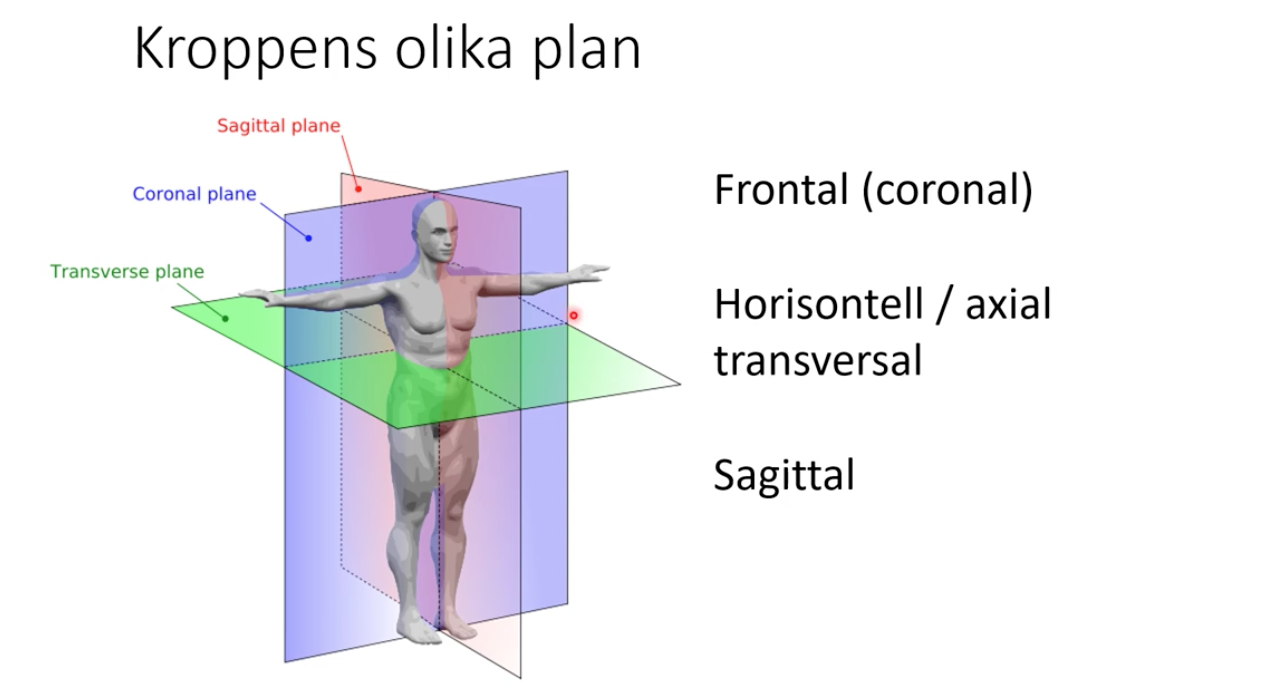 Kroppens olika plan
Sagittal plane
Coronal plane
Transverse plane
Frontal (coronal)
Horisontell / axial
transversal
Sagittal